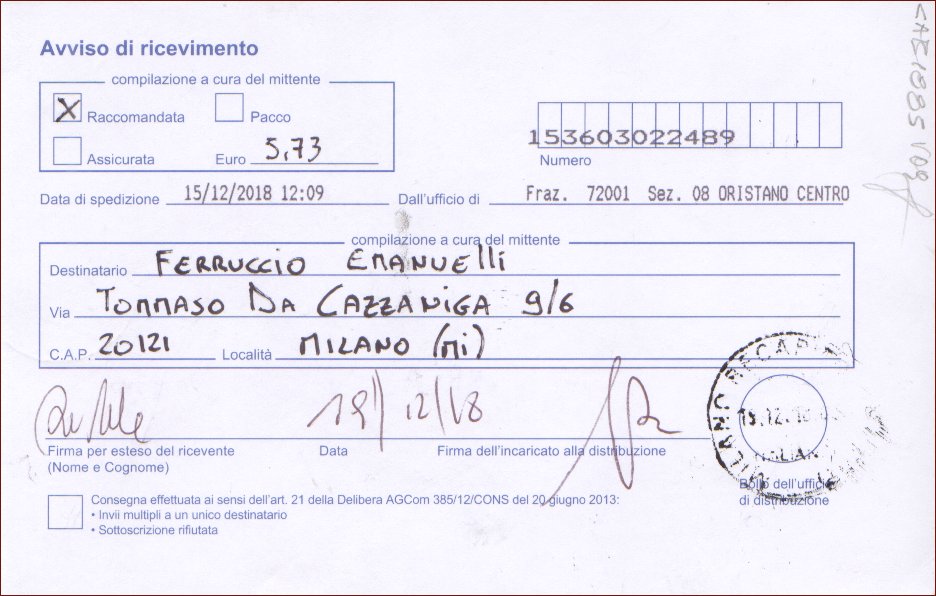 Avviso di ricevimento
compilazione a cura del mittente
X Raccomandata Pacco
Assicurata Euro 5,73
153603022489
Numero
Data di spedizione 15/12/2018 12:09 Dall'ufficio di Fraz. 72001 Sez. 08 ORISTANO CENTRO
compilazione a cura del mittente
Destinatario FERRUCCIO EMANUElli
Via TOMMASO DA CAZZANIGA 9/6
C.A.P. 20121 Località MILANO (Mi)
19/12/18
Firma per esteso del ricevente
(Nome e Cognome)
Data
Firma dell'incaricato alla distribuzione
MILANO RECAPITO
Bollo dell'ufficio
di distribuzione
Consegna effettuata ai sensi dell'art. 21 della Delibera AGCom 385/12/CONS del 20 giugno 2013:
• Invii multipli a un unico destinatario
• Sottoscrizione rifiutata